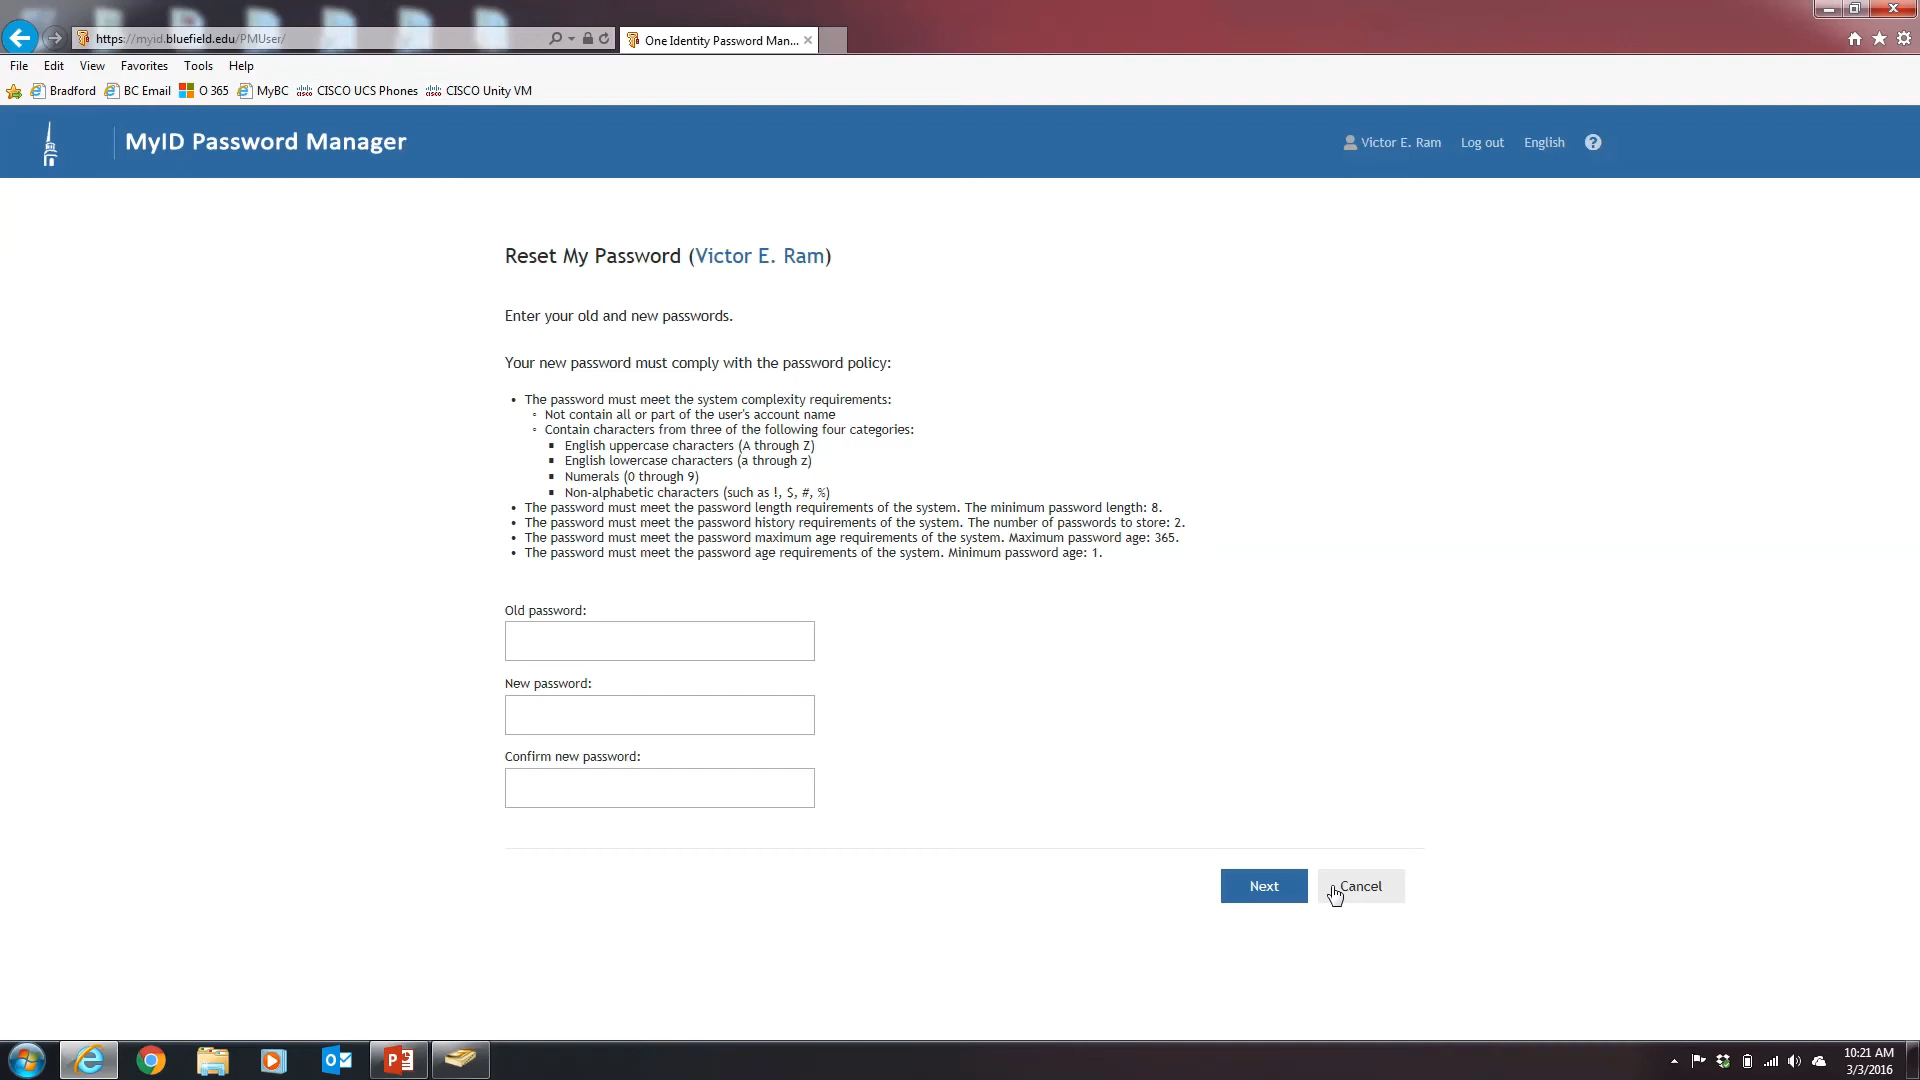 https://myid.bluefield.edu/PMUser/
One Identity Password Man...
File Edit View Favorites Tools Help
Bradford BC Email O 365 MyBC CISCO UCS Phones CISCO Unity VM
MyID Password Manager
Victor E. Ram Log out English ?
Reset My Password (Victor E. Ram)
Enter your old and new passwords.
Your new password must comply with the password policy:
• The password must meet the system complexity requirements:
◦ Not contain all or part of the user's account name
◦ Contain characters from three of the following four categories:
▪ English uppercase characters (A through Z)
▪ English lowercase characters (a through z)
▪ Numerals (0 through 9)
▪ Non-alphabetic characters (such as !, $, #, %)
• The password must meet the password length requirements of the system. The minimum password length: 8.
• The password must meet the password history requirements of the system. The number of passwords to store: 2.
• The password must meet the password maximum age requirements of the system. Maximum password age: 365.
• The password must meet the password age requirements of the system. Minimum password age: 1.
Old password:
New password:
Confirm new password:
Next Cancel
10:21 AM
3/3/2016